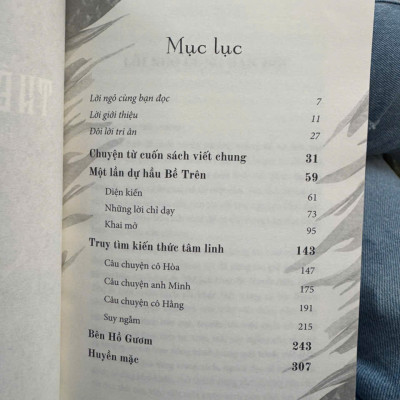 Mục lục
Lời ngỏ cùng bạn đọc 7
Lời giới thiệu 11
Đôi lời tri ân 27
Chuyện từ cuốn sách viết chung 31
Một lần dự hầu Bề Trên 59
Diện kiến 61
Những lời chỉ dạy 73
Khai mở 95
Truy tìm kiến thức tâm linh 143
Câu chuyện cô Hòa 147
Câu chuyện anh Minh 175
Câu chuyện cô Hằng 191
Suy ngẫm 215
Bên Hồ Gươm 243
Huyền mặc 307